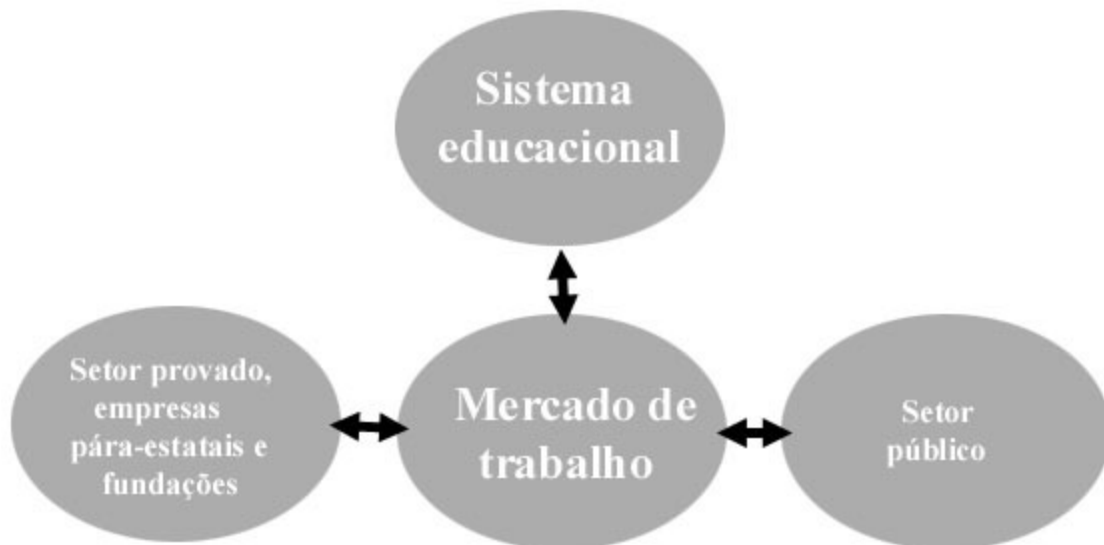 Sistema
educacional
Setor provado,
empresas
pára-estatais e
fundações
Mercado de
trabalho
Setor
público